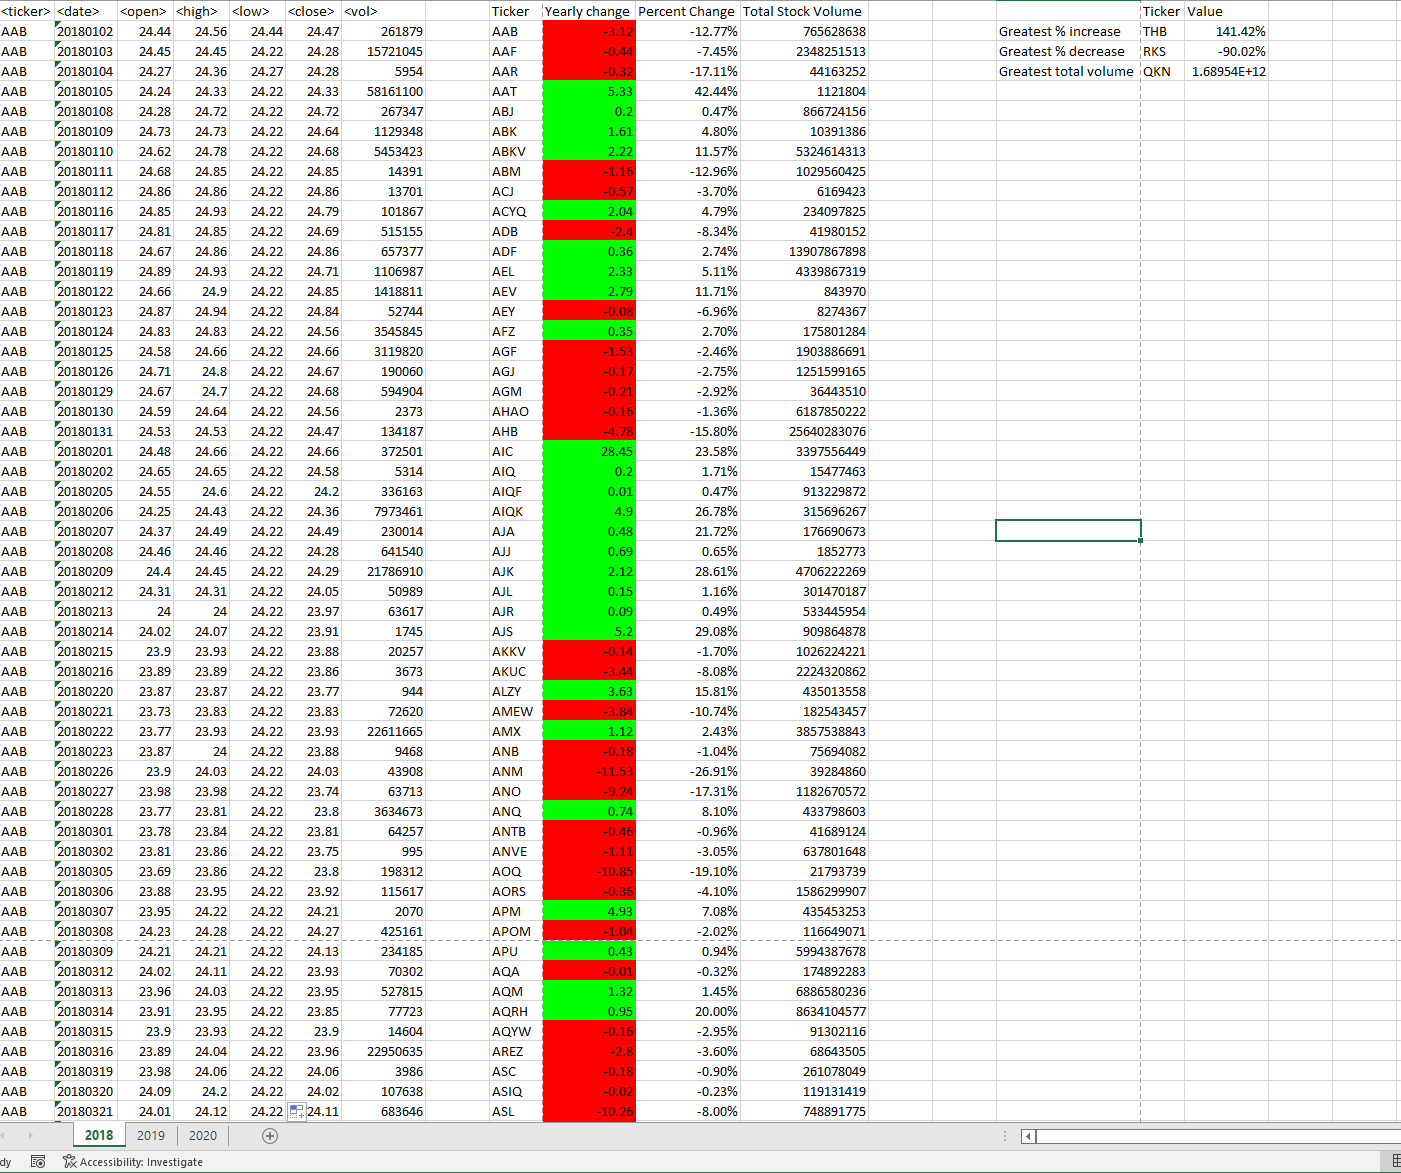 <ticker> <date> <open> <high> <low> <close> <vol> Ticker Yearly change Percent Change Total Stock Volume Ticker Value
AAB 20180102 24.44 24.56 24.44 24.47 261879 AAB -3.12 -12.77% 765628638 Greatest % increase THB 141.42%
AAB 20180103 24.45 24.45 24.22 24.28 15721045 AAF -0.44 -7.45% 2348251513 Greatest % decrease RKS -90.02%
AAB 20180104 24.27 24.36 24.27 24.28 5954 AAR -0.32 -17.11% 44163252 Greatest total volume QKN 1.68954E+12
AAB 20180105 24.24 24.33 24.22 24.33 58161100 AAT 5.33 42.44% 1121804
AAB 20180108 24.28 24.72 24.22 24.72 267347 ABJ 0.2 0.47% 866724156
AAB 20180109 24.73 24.73 24.22 24.64 1129348 ABK 1.61 4.80% 10391386
AAB 20180110 24.62 24.78 24.22 24.68 5453423 ABKV 2.22 11.57% 5324614313
AAB 20180111 24.68 24.85 24.22 24.85 14391 ABM -1.16 -12.96% 1029560425
AAB 20180112 24.86 24.86 24.22 24.86 13701 ACJ -0.57 -3.70% 6169423
AAB 20180116 24.85 24.93 24.22 24.79 101867 ACYQ 2.04 4.79% 234097825
AAB 20180117 24.81 24.85 24.22 24.69 515155 ADB -2.4 -8.34% 41980152
AAB 20180118 24.67 24.86 24.22 24.86 657377 ADF 0.36 2.74% 13907867898
AAB 20180119 24.89 24.93 24.22 24.71 1106987 AEL 2.33 5.11% 4339867319
AAB 20180122 24.66 24.9 24.22 24.85 1418811 AEV 2.79 11.71% 843970
AAB 20180123 24.87 24.94 24.22 24.84 52744 AEY -0.08 -6.96% 8274367
AAB 20180124 24.83 24.83 24.22 24.56 3545845 AFZ 0.35 2.70% 175801284
AAB 20180125 24.58 24.66 24.22 24.66 3119820 AGF -1.53 -2.46% 1903886691
AAB 20180126 24.71 24.8 24.22 24.67 190060 AGJ -0.17 -2.75% 1251599165
AAB 20180129 24.67 24.7 24.22 24.68 594904 AGM -0.21 -2.92% 36443510
AAB 20180130 24.59 24.64 24.22 24.56 2373 AHAO -0.16 -1.36% 6187850222
AAB 20180131 24.53 24.53 24.22 24.47 134187 AHB -4.78 -15.80% 25640283076
AAB 20180201 24.48 24.66 24.22 24.66 372501 AIC 28.45 23.58% 3397556449
AAB 20180202 24.65 24.65 24.22 24.58 5314 AIQ 0.2 1.71% 15477463
AAB 20180205 24.55 24.6 24.22 24.2 336163 AIQF 0.01 0.47% 913229872
AAB 20180206 24.25 24.43 24.22 24.36 7973461 AIQK 4.9 26.78% 315696267
AAB 20180207 24.37 24.49 24.22 24.49 230014 AJA 0.48 21.72% 176690673
AAB 20180208 24.46 24.46 24.22 24.28 641540 AJJ 0.69 0.65% 1852773
AAB 20180209 24.4 24.45 24.22 24.29 21786910 AJK 2.12 28.61% 4706222269
AAB 20180212 24.31 24.31 24.22 24.05 50989 AJL 0.15 1.16% 301470187
AAB 20180213 24 24 24.22 23.97 63617 AJR 0.09 0.49% 533445954
AAB 20180214 24.02 24.07 24.22 23.91 1745 AJS 5.2 29.08% 909864878
AAB 20180215 23.9 23.93 24.22 23.88 20257 AKKV -0.14 -1.70% 1026224221
AAB 20180216 23.89 23.89 24.22 23.86 3673 AKUC -3.44 -8.08% 2224320862
AAB 20180220 23.87 23.87 24.22 23.77 944 ALZY 3.63 15.81% 435013558
AAB 20180221 23.73 23.83 24.22 23.83 72620 AMEW -3.84 -10.74% 182543457
AAB 20180222 23.77 23.93 24.22 23.93 22611665 AMX 1.12 2.43% 3857538843
AAB 20180223 23.87 24 24.22 23.88 9468 ANB -0.18 -1.04% 75694082
AAB 20180226 23.9 24.03 24.22 24.03 43908 ANM -11.53 -26.91% 39284860
AAB 20180227 23.98 23.98 24.22 23.74 63713 ANO -9.24 -17.31% 1182670572
AAB 20180228 23.77 23.81 24.22 23.8 3634673 ANQ 0.74 8.10% 433798603
AAB 20180301 23.78 23.84 24.22 23.81 64257 ANTB -0.46 -0.96% 41689124
AAB 20180302 23.81 23.86 24.22 23.75 995 ANVE -1.11 -3.05% 637801648
AAB 20180305 23.69 23.86 24.22 23.8 198312 AOQ -10.85 -19.10% 21793739
AAB 20180306 23.88 23.95 24.22 23.92 115617 AORS -0.36 -4.10% 1586299907
AAB 20180307 23.95 24.22 24.22 24.21 2070 APM 4.93 7.08% 435453253
AAB 20180308 24.23 24.28 24.22 24.27 425161 APOM -1.04 -2.02% 116649071
AAB 20180309 24.21 24.21 24.22 24.13 234185 APU 0.43 0.94% 5994387678
AAB 20180312 24.02 24.11 24.22 23.93 70302 AQA -0.01 -0.32% 174892283
AAB 20180313 23.96 24.03 24.22 23.95 527815 AQM 1.32 1.45% 6886580236
AAB 20180314 23.91 23.95 24.22 23.85 77723 AQRH 0.95 20.00% 8634104577
AAB 20180315 23.9 23.93 24.22 23.9 14604 AQYW -0.16 -2.95% 91302116
AAB 20180316 23.89 24.04 24.22 23.96 22950635 AREZ -2.8 -3.60% 68643505
AAB 20180319 23.98 24.06 24.22 24.06 3986 ASC -0.18 -0.90% 261078049
AAB 20180320 24.09 24.2 24.22 24.02 107638 ASIQ -0.02 -0.23% 119131419
AAB 20180321 24.01 24.12 24.22 24.11 683646 ASL -10.26 -8.00% 748891775
2018 2019 2020
dy Accessibility: Investigate